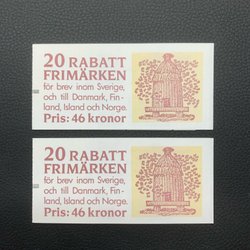 20 RABATT
FRIMÄRKEN
för brev inom Sverige,
och till Danmark, Fin-
land, Island och Norge.
Pris: 46 kronor
20 RABATT
FRIMÄRKEN
för brev inom Sverige,
och till Danmark, Fin-
land, Island och Norge.
Pris: 46 kronor